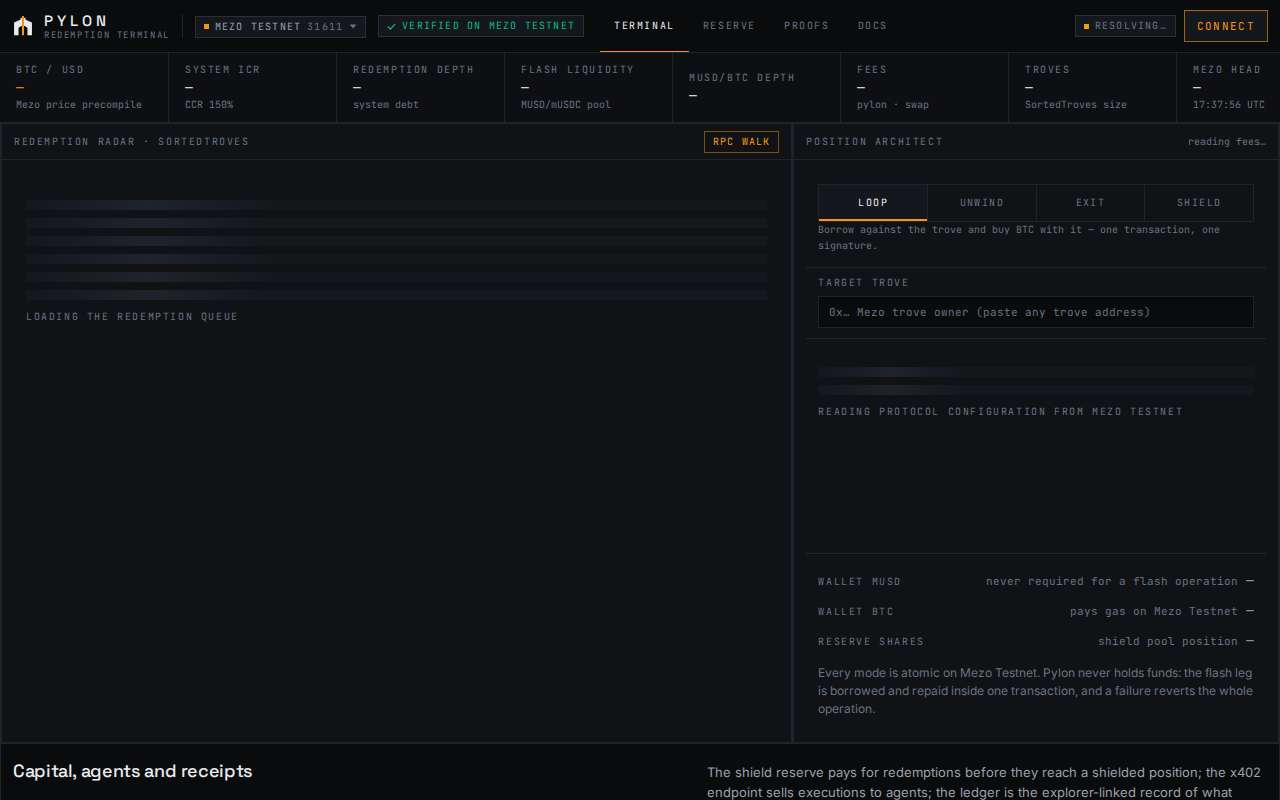 PYLON
REDEMPTION TERMINAL
MEZO TESTNET 31611
VERIFIED ON MEZO TESTNET
TERMINAL
RESERVE
PROOFS
DOCS
RESOLVING…
CONNECT
BTC / USD
—
Mezo price precompile
SYSTEM ICR
—
CCR 150%
REDEMPTION DEPTH
—
system debt
FLASH LIQUIDITY
—
MUSD/mUSDC pool
MUSD/BTC DEPTH
—
FEES
—
pylon · swap
TROVES
—
SortedTroves size
MEZO HEAD
—
17:37:56 UTC
REDEMPTION RADAR · SORTEDTROVES
RPC WALK
LOADING THE REDEMPTION QUEUE
POSITION ARCHITECT
reading fees…
LOOP
UNWIND
EXIT
SHIELD
Borrow against the trove and buy BTC with it — one transaction, one
signature.
TARGET TROVE
0x… Mezo trove owner (paste any trove address)
READING PROTOCOL CONFIGURATION FROM MEZO TESTNET
WALLET MUSD
never required for a flash operation —
WALLET BTC
pays gas on Mezo Testnet —
RESERVE SHARES
shield pool position —
Every mode is atomic on Mezo Testnet. Pylon never holds funds: the flash leg
is borrowed and repaid inside one transaction, and a failure reverts the whole
operation.
Capital, agents and receipts
The shield reserve pays for redemptions before they reach a shielded position; the x402
endpoint sells executions to agents; the ledger is the explorer-linked record of what